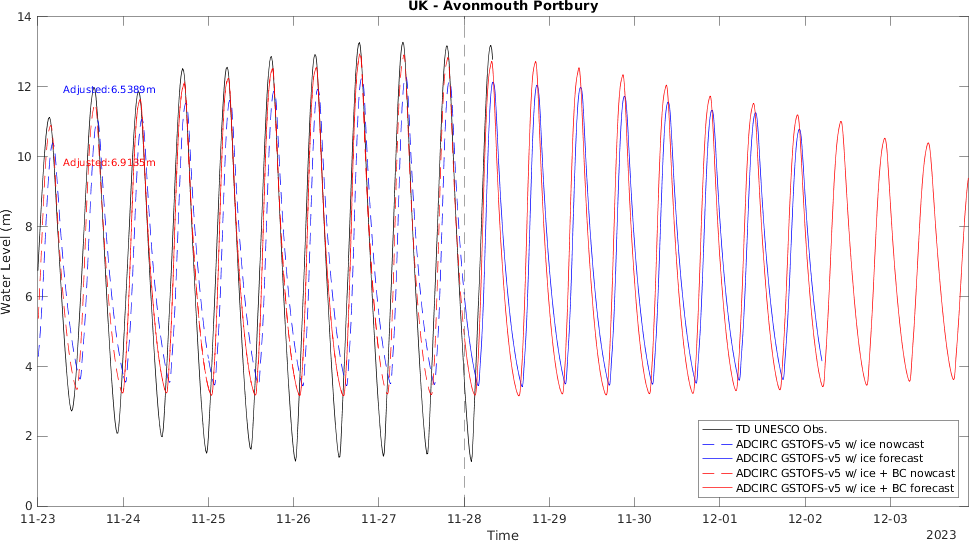 UK - Avonmouth Portbury
14
12
10
8
6
4
2
0
Water Level (m)
Adjusted:6.5389m
Adjusted:6.9135m
TD UNESCO Obs.
ADCIRC GSTOFS-v5 w/ ice nowcast
ADCIRC GSTOFS-v5 w/ ice forecast
ADCIRC GSTOFS-v5 w/ ice + BC nowcast
ADCIRC GSTOFS-v5 w/ ice + BC forecast
11-23 11-24 11-25 11-26 11-27 11-28 11-29 11-30 12-01 12-02 12-03
Time
2023